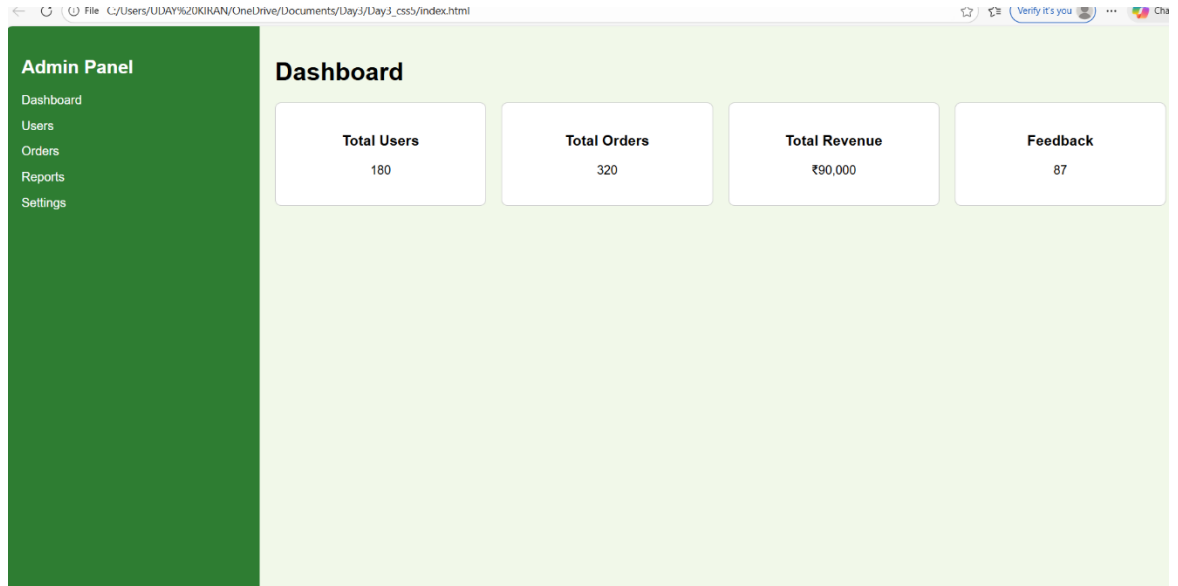 File C:/Users/UDAY%20KIRAN/OneDrive/Documents/Day3/Day3_css5/index.html Verify it's you ...
Admin Panel
Dashboard
Users
Orders
Reports
Settings
Dashboard
Total Users
180
Total Orders
320
Total Revenue
₹90,000
Feedback
87